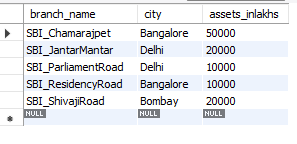 branch_name city assets_inlakhs
SBI_Chamarajpet Bangalore 50000
SBI_JantarMantar Delhi 20000
SBI_ParliamentRoad Delhi 10000
SBI_ResidencyRoad Bangalore 10000
SBI_ShivajiRoad Bombay 20000
NULL NULL NULL